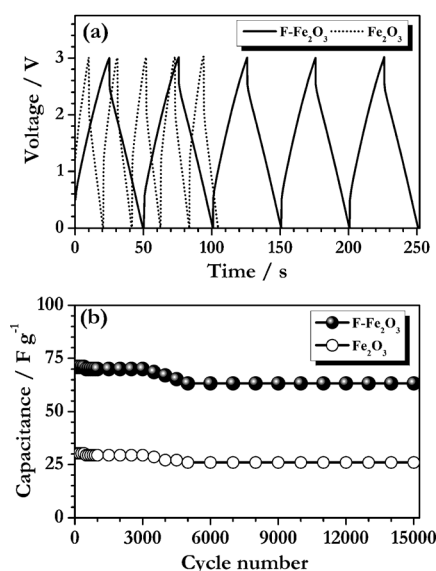 (a)
F-Fe₂O₃ Fe₂O₃
Voltage / V
3
2
1
0
0 50 100 150 200 250
Time / s
(b)
F-Fe₂O₃
Fe₂O₃
Capacitance / F g⁻¹
100
75
50
25
0
0 3000 6000 9000 12000 15000
Cycle number